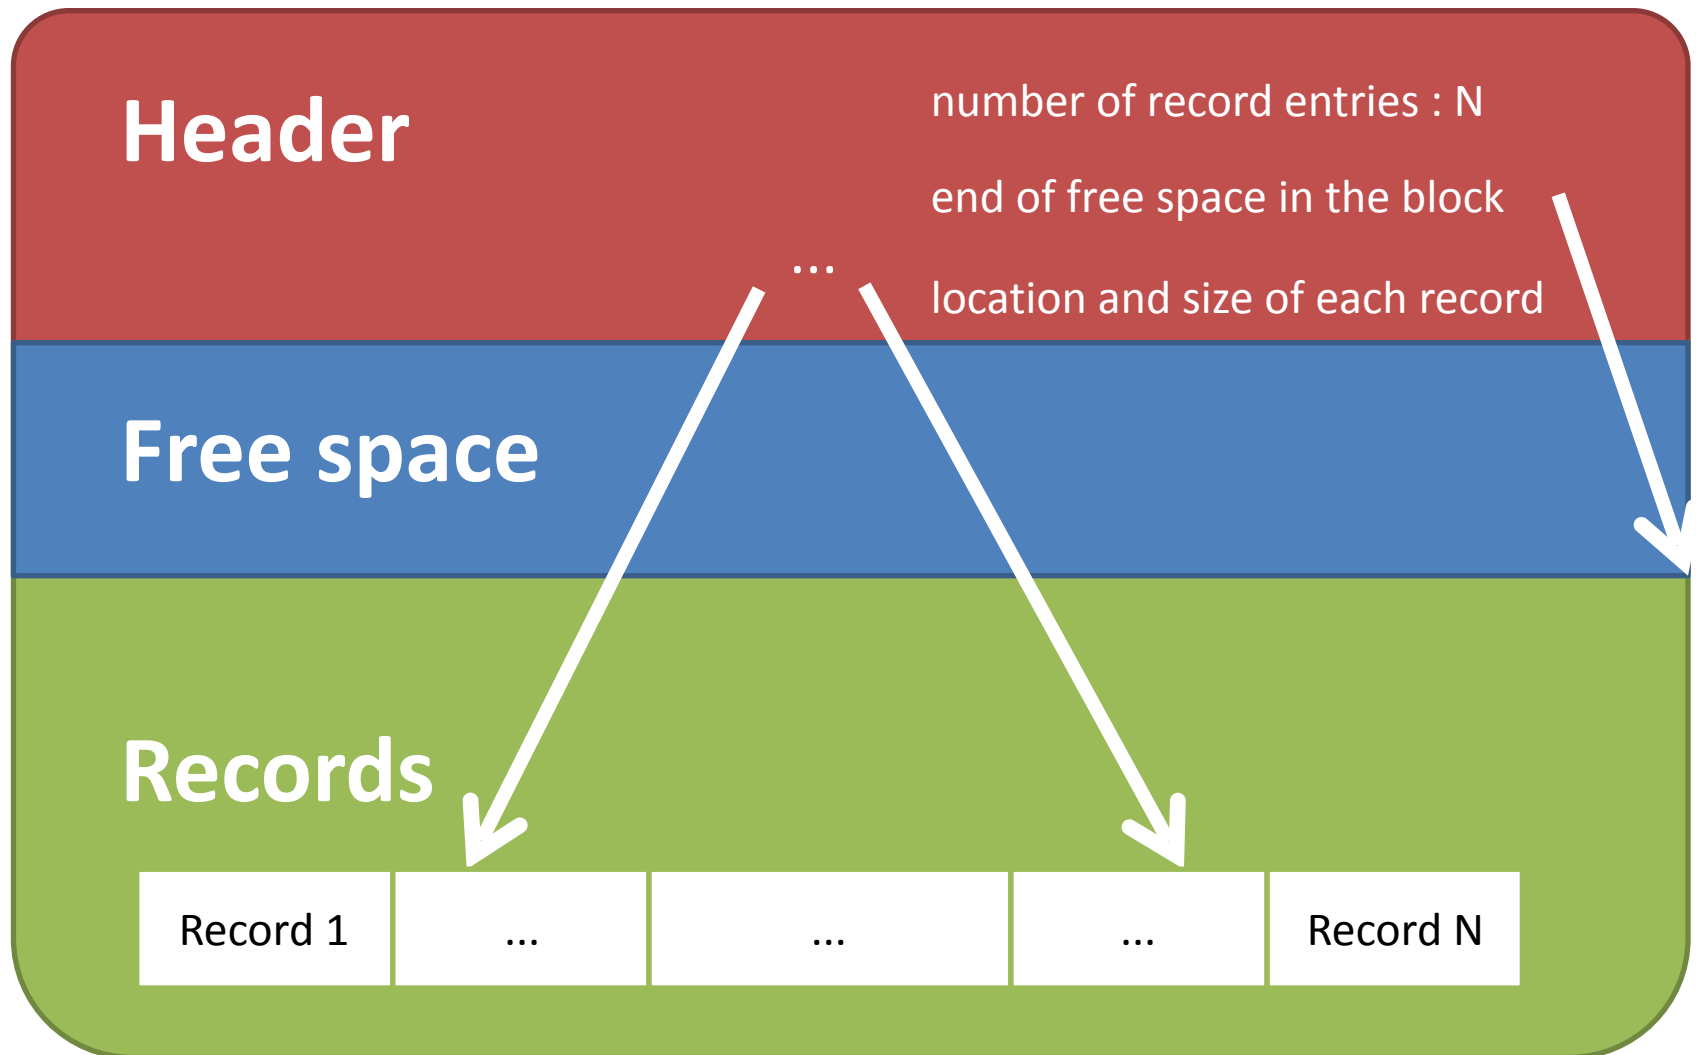 Header
number of record entries : N
end of free space in the block
...
location and size of each record
Free space
Records
Record 1 ... ... ... Record N